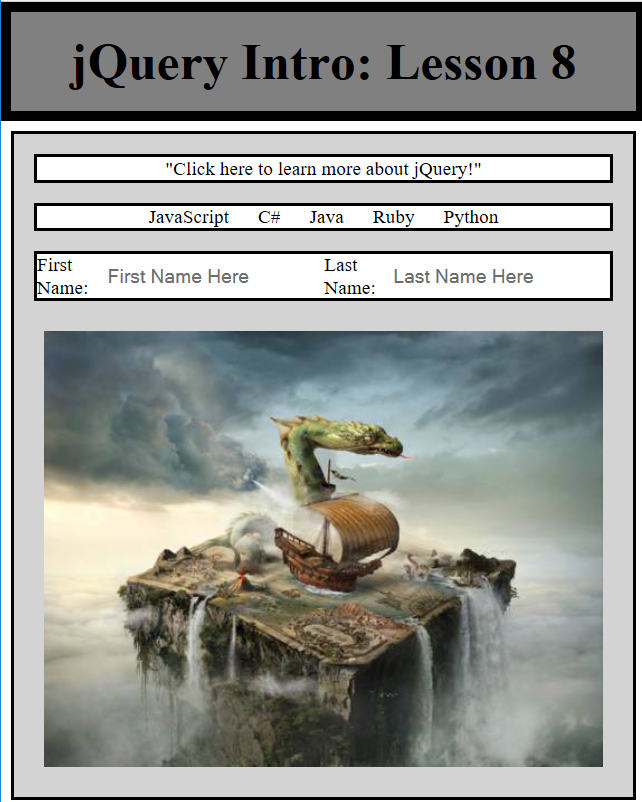 jQuery Intro: Lesson 8
"Click here to learn more about jQuery!"
JavaScript C# Java Ruby Python
First Name: First Name Here Last Name: Last Name Here